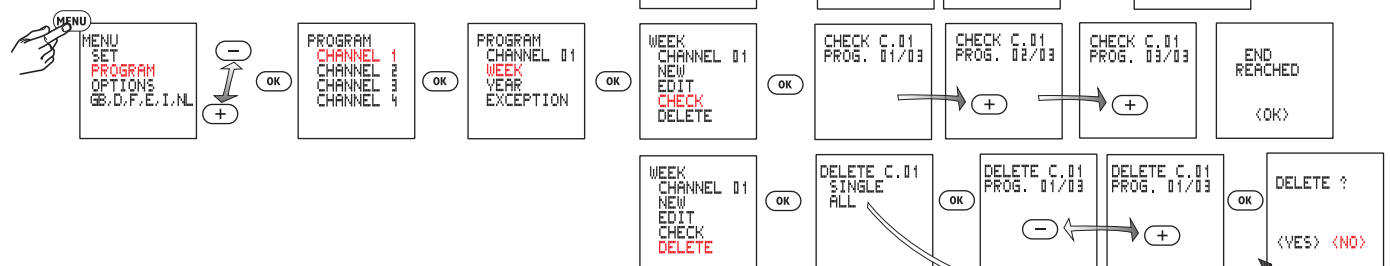 MENU
MENU
SET
PROGRAM
OPTIONS
GB,D,F,E,I,NL
−
+
OK
PROGRAM
CHANNEL 1
CHANNEL 2
CHANNEL 3
CHANNEL 4
OK
PROGRAM
CHANNEL 01
WEEK
YEAR
EXCEPTION
OK
WEEK
CHANNEL 01
NEW
EDIT
CHECK
DELETE
OK
CHECK C.01
PROG. 01/03
CHECK C.01
PROG. 02/03
+
CHECK C.01
PROG. 03/03
+
END
REACHED
<OK>
WEEK
CHANNEL 01
NEW
EDIT
CHECK
DELETE
OK
DELETE C.01
SINGLE
ALL
OK
DELETE C.01
PROG. 01/03
−
DELETE C.01
PROG. 01/03
+
OK
DELETE ?
<YES> <NO>